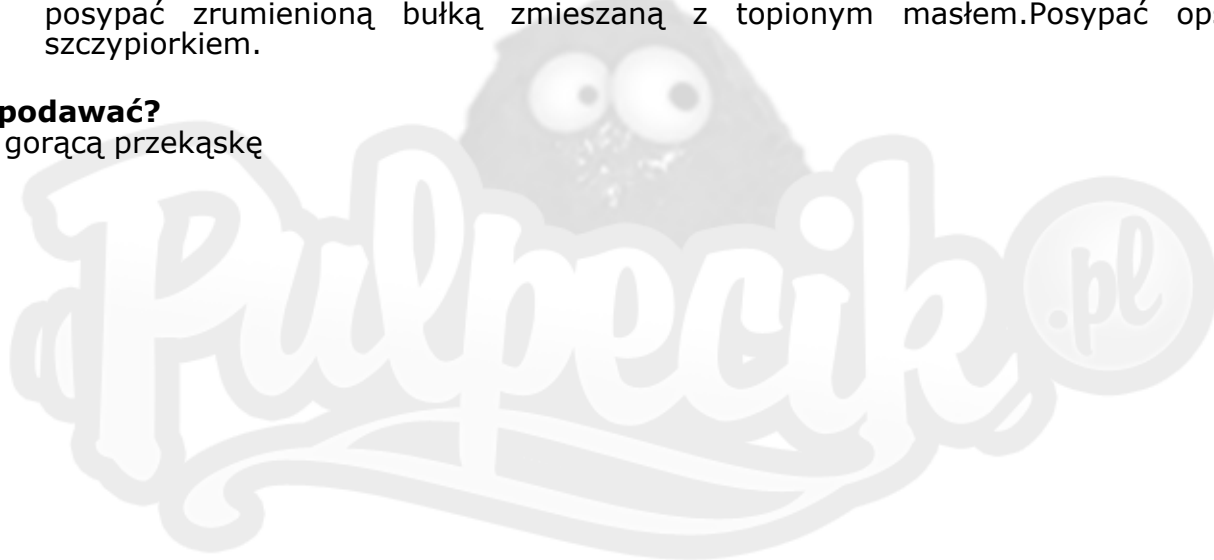 posypać zrumienioną bułką zmieszaną z topionym masłem.Posypać
szczypiorkiem.
podawać?
gorącą przekąskę
Pulpecik .pl